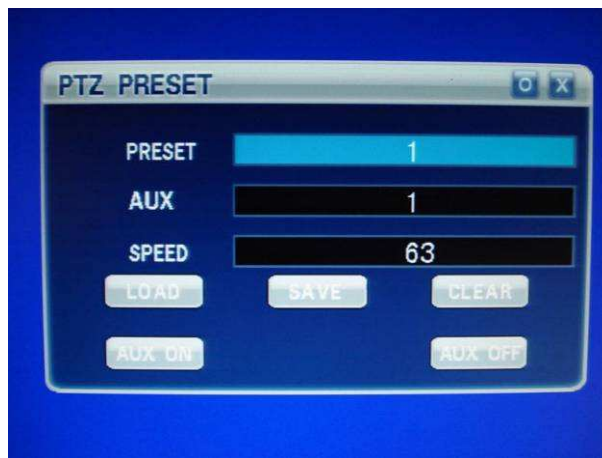 PTZ PRESET O X
PRESET 1
AUX 1
SPEED 63
LOAD SAVE CLEAR
AUX ON AUX OFF